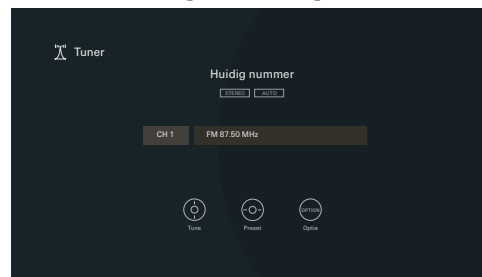 Tuner
Huidig nummer
STEREO AUTO
CH 1 FM 87.50 MHz
OPTION
Tune Preset Optie